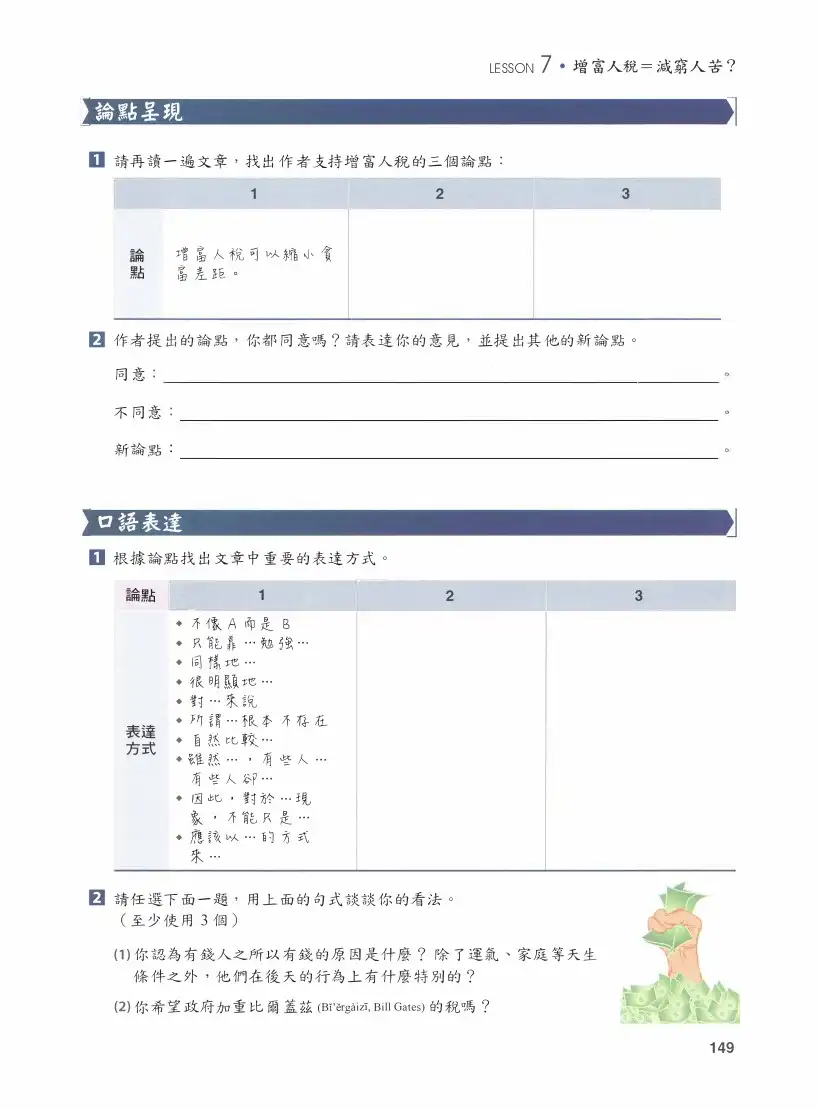 LESSON 7・增富人稅＝減窮人苦？
論點呈現
1 請再讀一遍文章，找出作者支持增富人稅的三個論點：
1 2 3
論點
增富人稅可以縮小貧
富差距。
2 作者提出的論點，你都同意嗎？請表達你的意見，並提出其他的新論點。
同意：。
不同意：。
新論點：。
口語表達
1 根據論點找出文章中重要的表達方式。
論點 1 2 3
表達
方式
◆ 不像 A 而是 B
◆ 只能靠…勉強…
◆ 同樣地…
◆ 很明顯地…
◆ 對…來說
◆ 所謂…根本不存在
◆ 自然比較…
◆ 雖然…，有些人…
有些人卻…
◆ 因此，對於…現
象，不能只是…
◆ 應該以…的方式
來…
2 請任選下面一題，用上面的句式談談你的看法。
（至少使用 3 個）
(1) 你認為有錢人之所以有錢的原因是什麼？除了運氣、家庭等天生
條件之外，他們在後天的行為上有什麼特別的？
(2) 你希望政府加重比爾蓋茲 (Bǐ'ěrgàizī, Bill Gates) 的稅嗎？
149